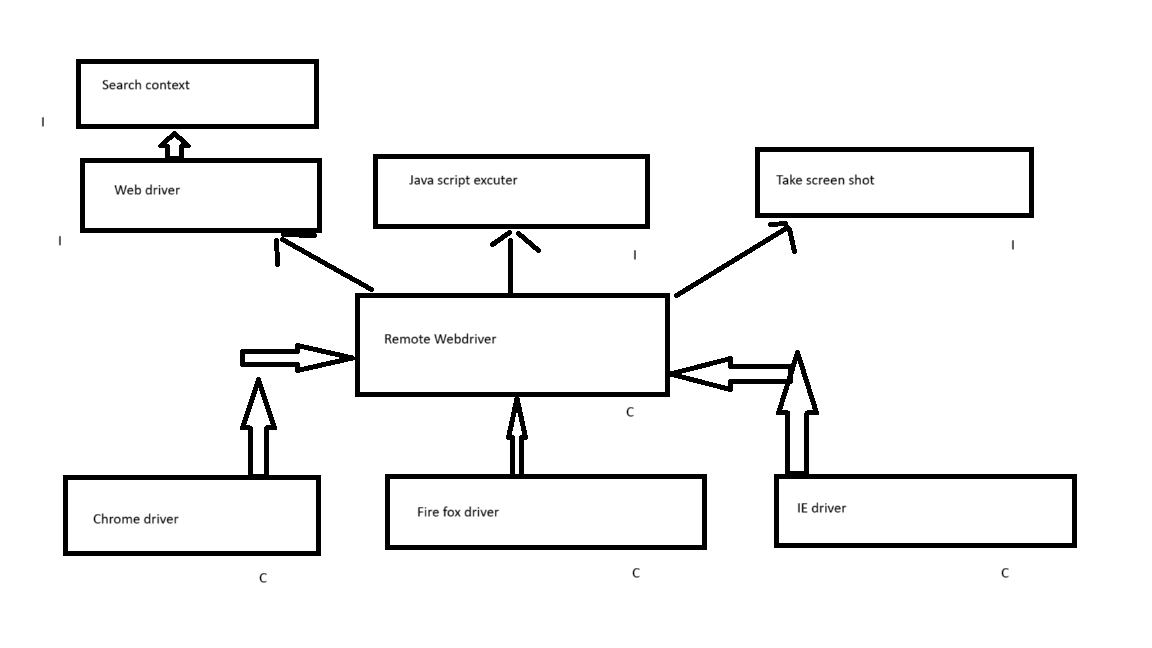 Search context
I
Web driver
Java script excuter
Take screen shot
I
I
I
Remote Webdriver
C
Chrome driver
Fire fox driver
IE driver
C
C
C